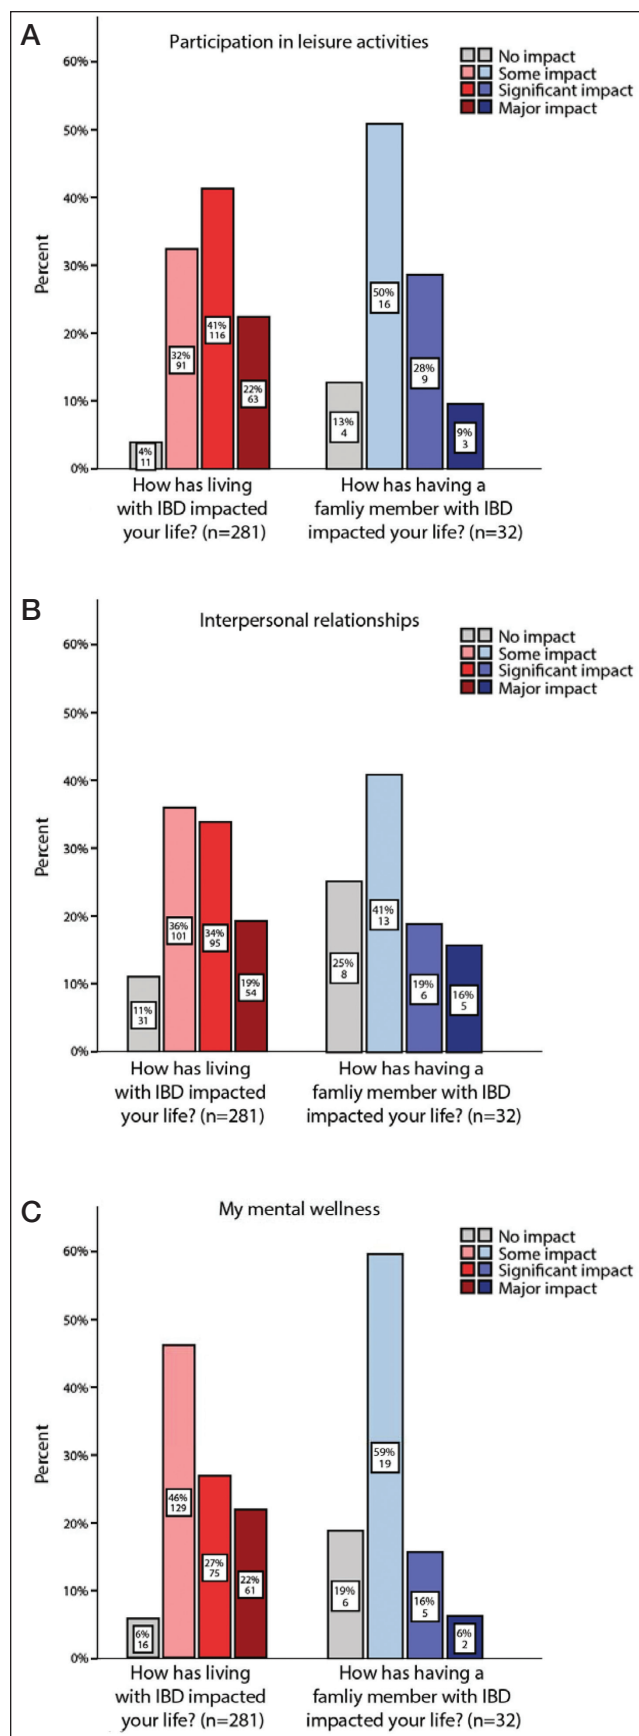 A
Participation in leisure activities
No impact
Some impact
Significant impact
Major impact
60%
50%
40%
30%
20%
10%
0%
Percent
4%
11
32%
91
41%
116
22%
63
13%
4
50%
16
28%
9
9%
3
How has living
with IBD impacted
your life? (n=281)
How has having a
famliy member with IBD
impacted your life? (n=32)
B
Interpersonal relationships
No impact
Some impact
Significant impact
Major impact
60%
50%
40%
30%
20%
10%
0%
Percent
11%
31
36%
101
34%
95
19%
54
25%
8
41%
13
19%
6
16%
5
How has living
with IBD impacted
your life? (n=281)
How has having a
famliy member with IBD
impacted your life? (n=32)
C
My mental wellness
No impact
Some impact
Significant impact
Major impact
60%
50%
40%
30%
20%
10%
0%
Percent
6%
16
46%
129
27%
75
22%
61
19%
6
59%
19
16%
5
6%
2
How has living
with IBD impacted
your life? (n=281)
How has having a
famliy member with IBD
impacted your life? (n=32)